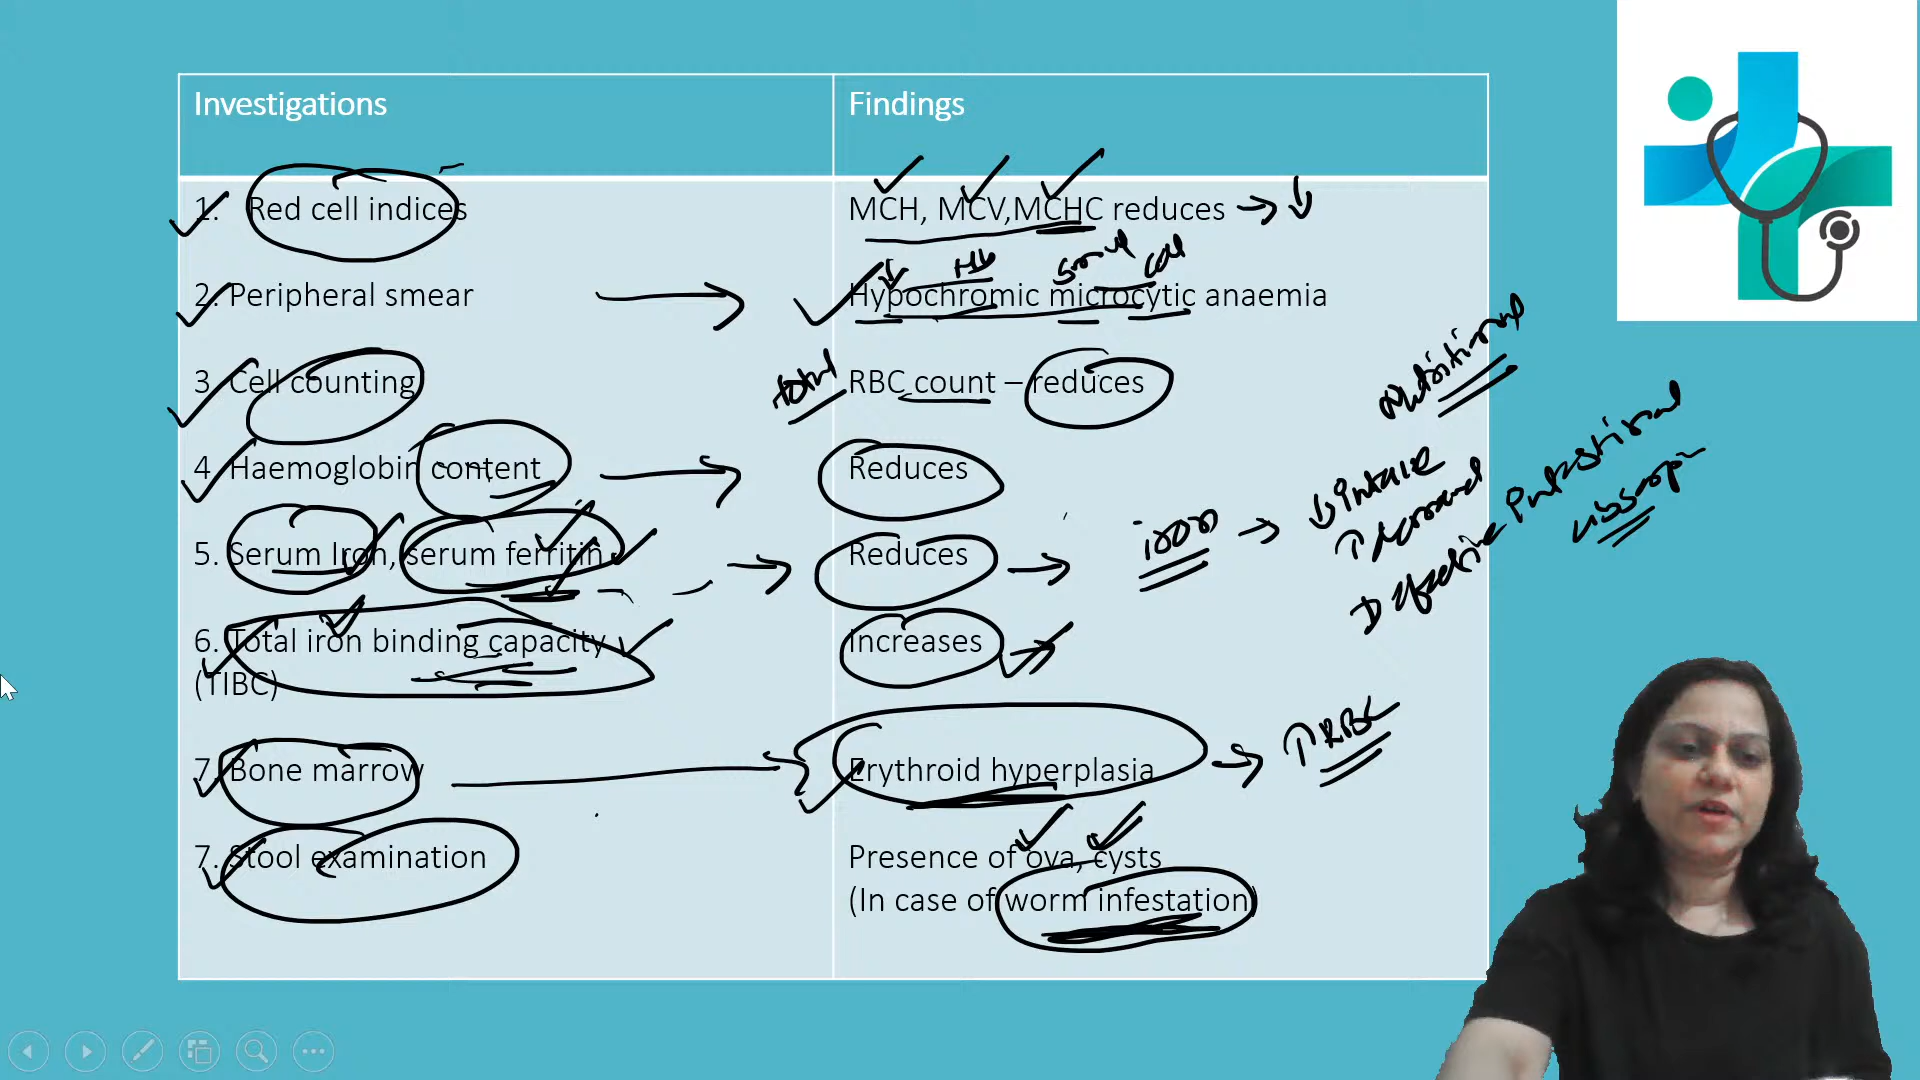 Investigations
Findings
1. Red cell indices
MCH, MCV,MCHC reduces → ↓
↓ Hb small cell
2. Peripheral smear
Hypochromic microcytic anaemia
3. Cell counting
total RBC count – reduces
Nutritional
4. Haemoglobin content
Reduces
5. Serum Iron, serum ferritin
Reduces
iron → ↓ intake
↑ demand
Defective intestinal
absorp
6. Total iron binding capacity
(TIBC)
Increases
7. Bone marrow
Erythroid hyperplasia
→ ↑ RBC
7. Stool examination
Presence of ova, cysts
(In case of worm infestation)